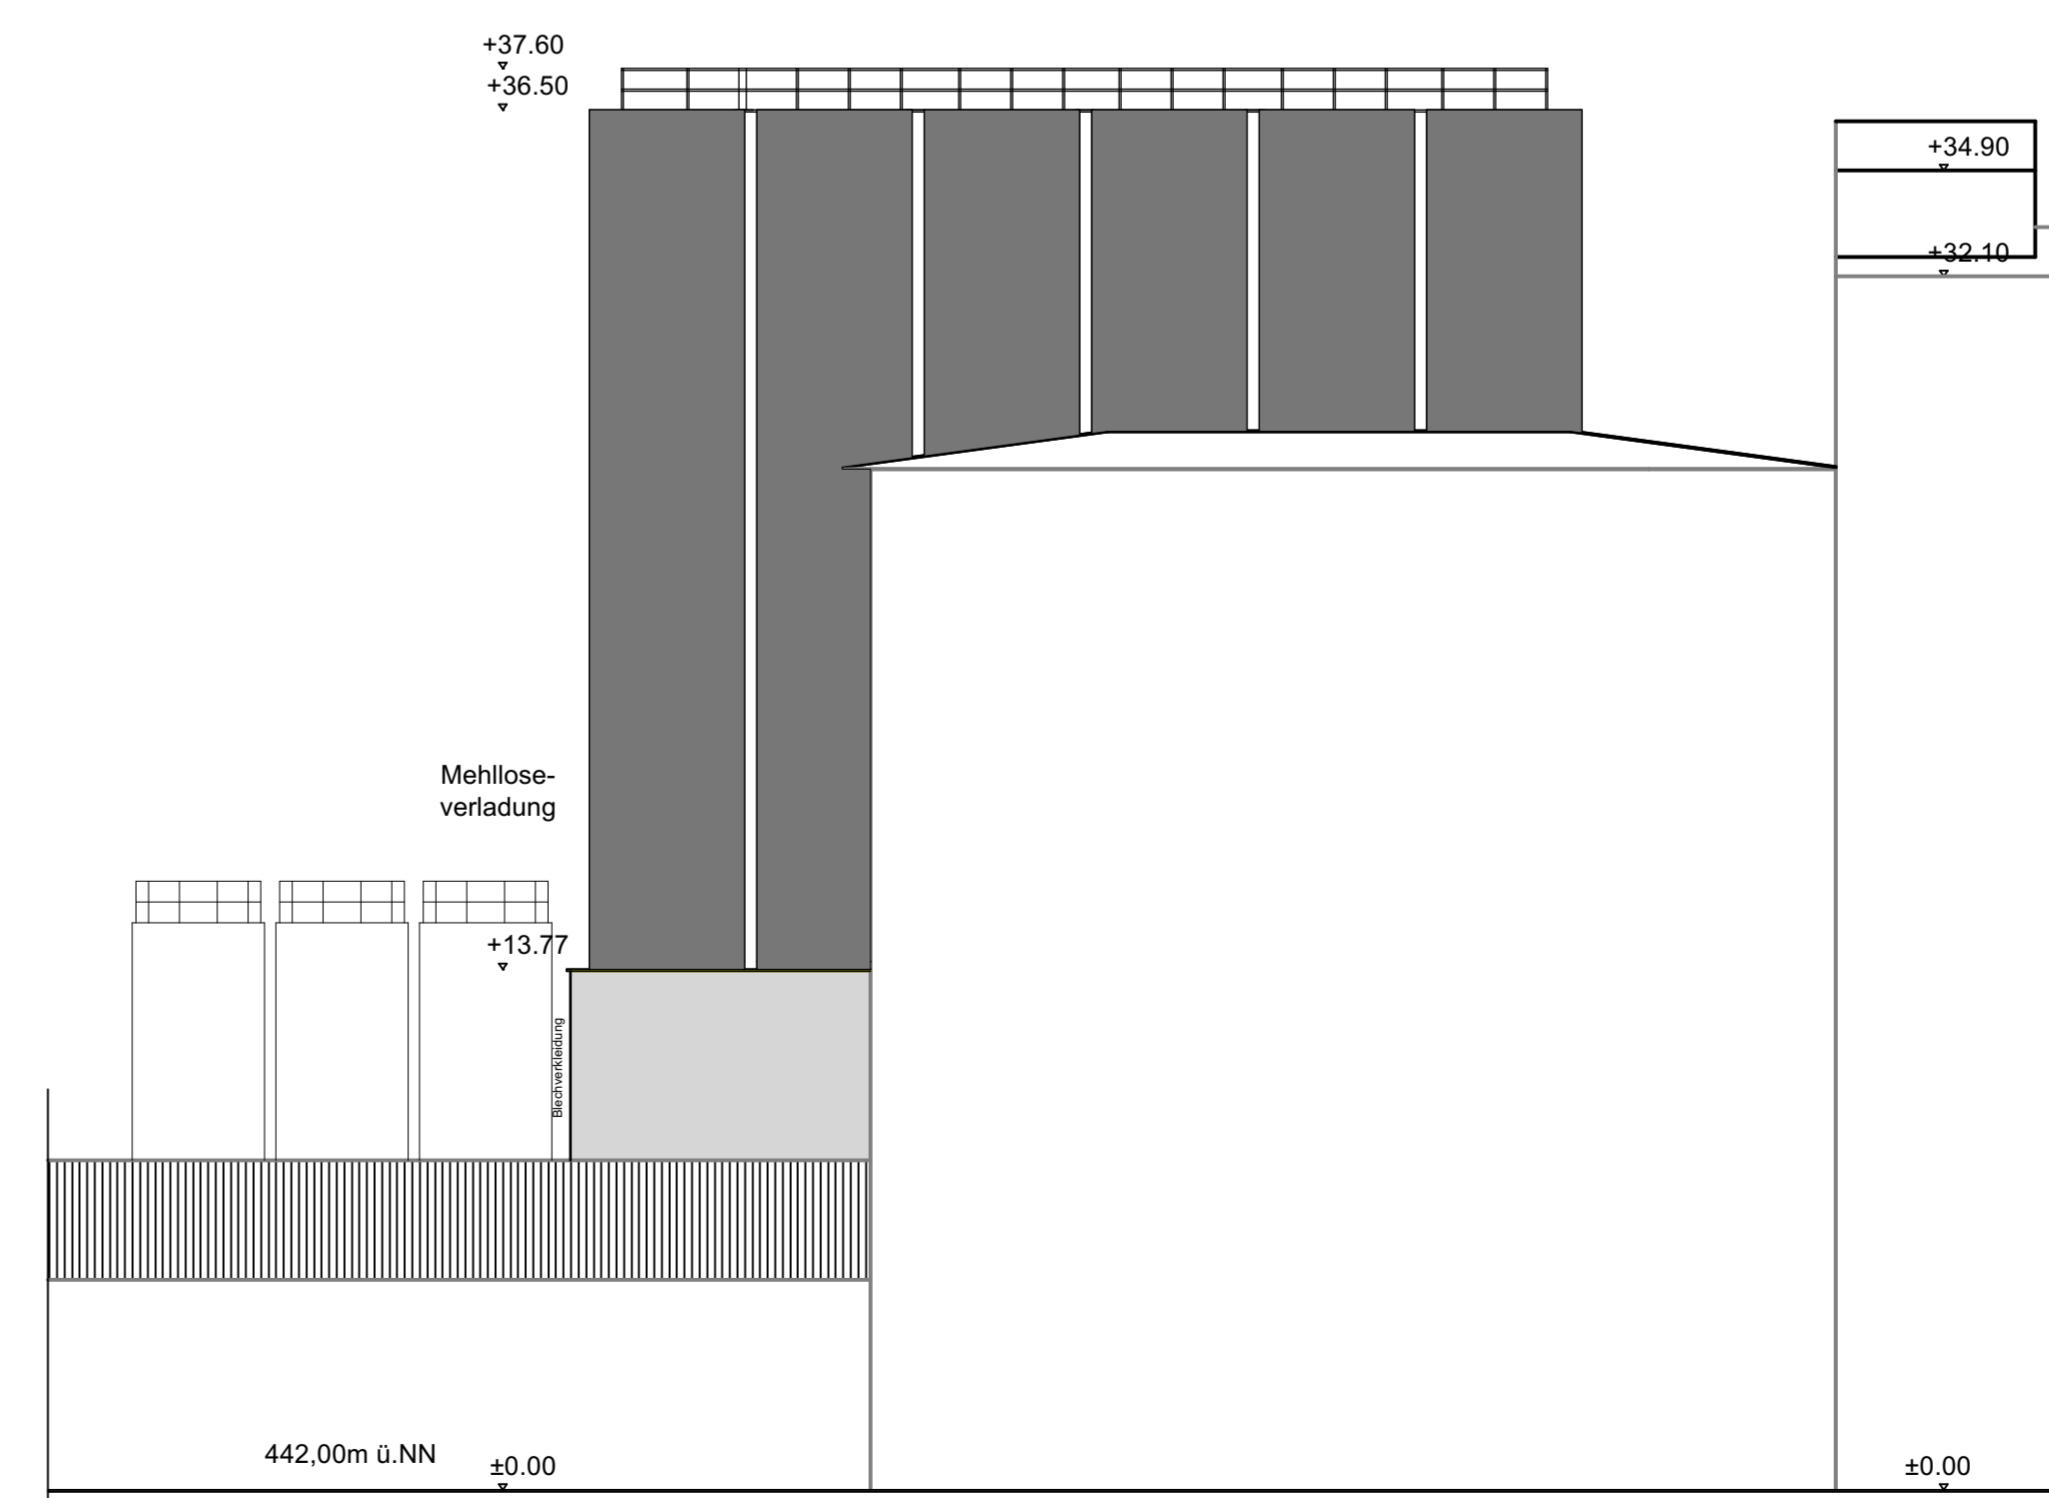 +37.60
+36.50
+34.90
+32.10
Mehllose-
verladung
+13.77
Blechverkleidung
442,00m ü.NN
±0.00
±0.00